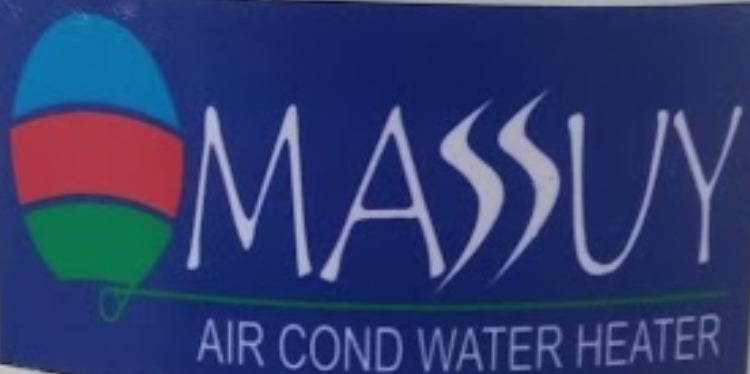 MASSUY
AIR COND WATER HEATER